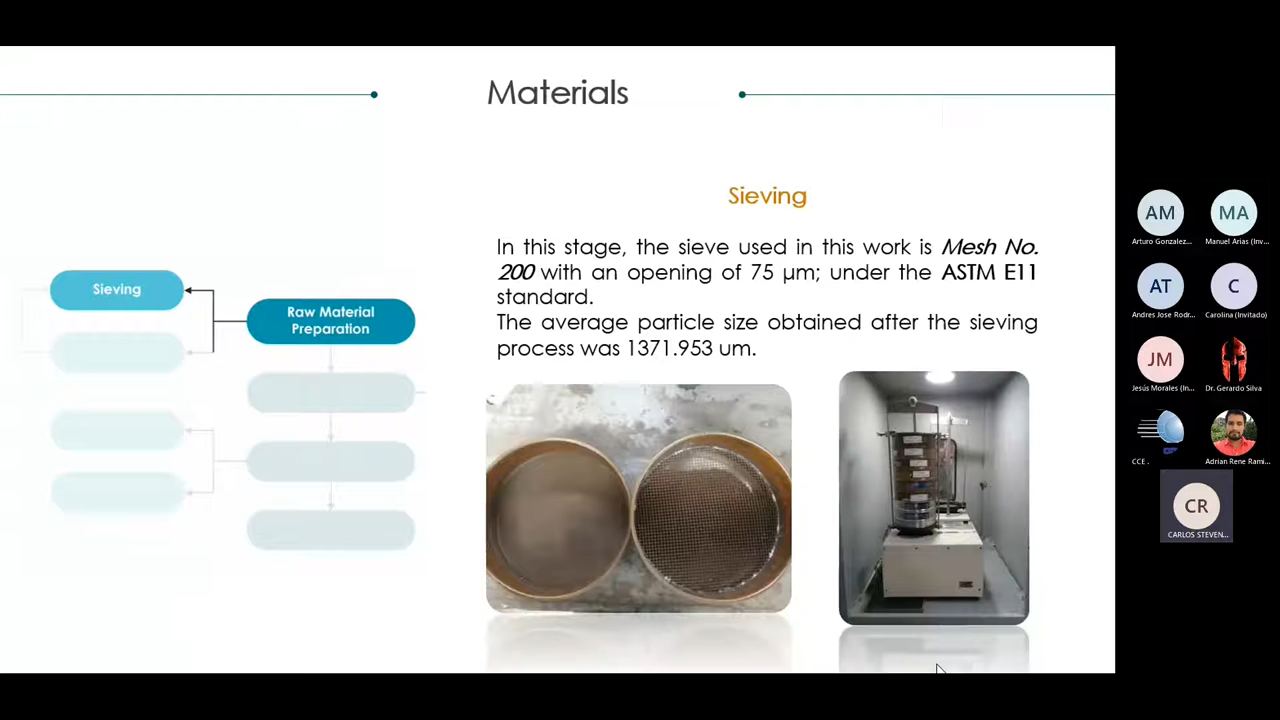 Materials
Sieving
In this stage, the sieve used in this work is Mesh No.
200 with an opening of 75 µm; under the ASTM E11
standard.
The average particle size obtained after the sieving
process was 1371.953 um.
Sieving
Raw Material
Preparation
AM
Arturo Gonzalez...
MA
Manuel Arias (Inv...
AT
Andres Jose Rodr...
C
Carolina (Invitado)
JM
Jesús Morales (In...
Dr. Gerardo Silva
CCE .
Adrian Rene Rami...
CR
CARLOS STEVEN...